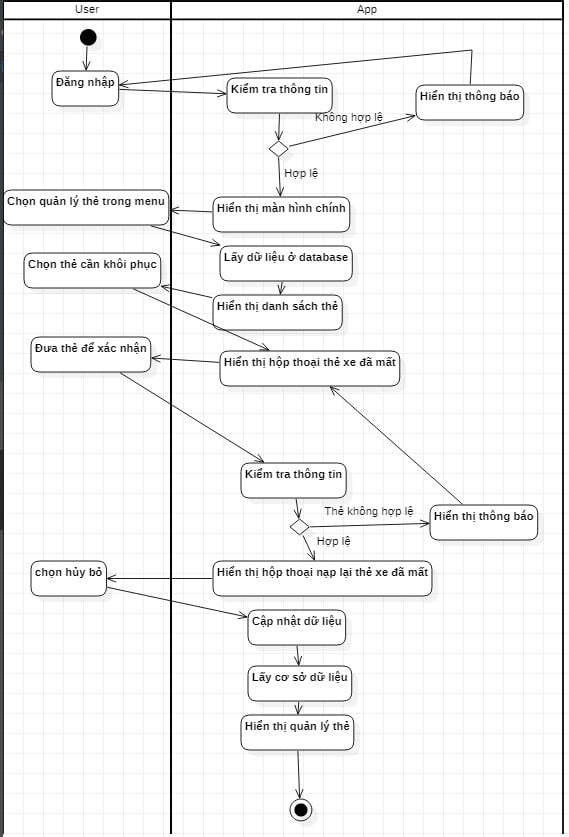 User
App
Đăng nhập
Kiểm tra thông tin
Hiển thị thông báo
Không hợp lệ
Hợp lệ
Chọn quản lý thẻ trong menu
Hiển thị màn hình chính
Lấy dữ liệu ở database
Chọn thẻ cần khôi phục
Hiển thị danh sách thẻ
Đưa thẻ để xác nhận
Hiển thị hộp thoại thẻ xe đã mất
Kiểm tra thông tin
Thẻ không hợp lệ
Hiển thị thông báo
Hợp lệ
chọn hủy bỏ
Hiển thị hộp thoại nạp lại thẻ xe đã mất
Cập nhật dữ liệu
Lấy cơ sở dữ liệu
Hiển thị quản lý thẻ